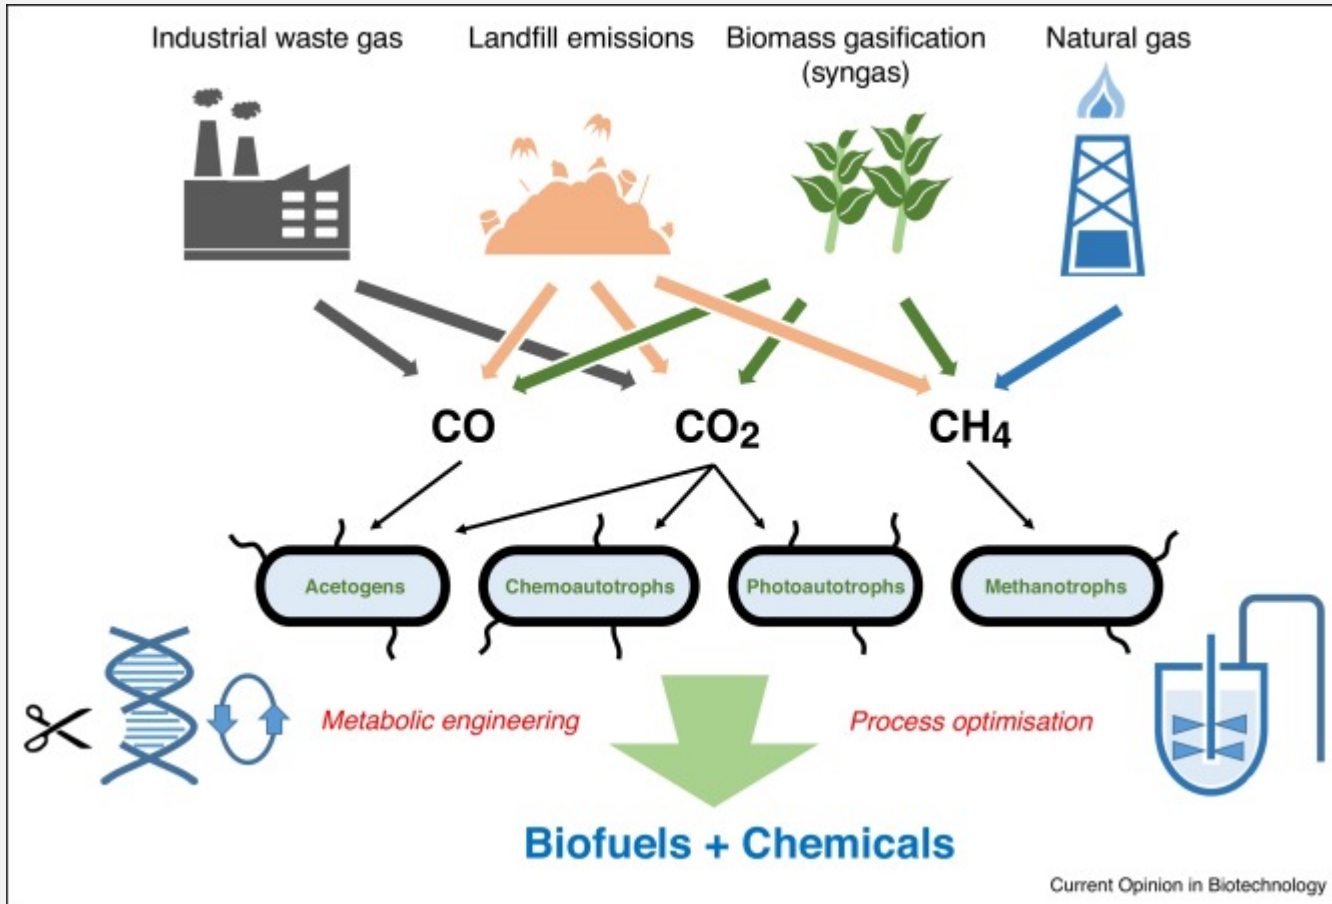 Industrial waste gas
Landfill emissions
Biomass gasification
(syngas)
Natural gas
CO
CO2
CH4
Acetogens
Chemoautotrophs
Photoautotrophs
Methanotrophs
Metabolic engineering
Process optimisation
Biofuels + Chemicals
Current Opinion in Biotechnology